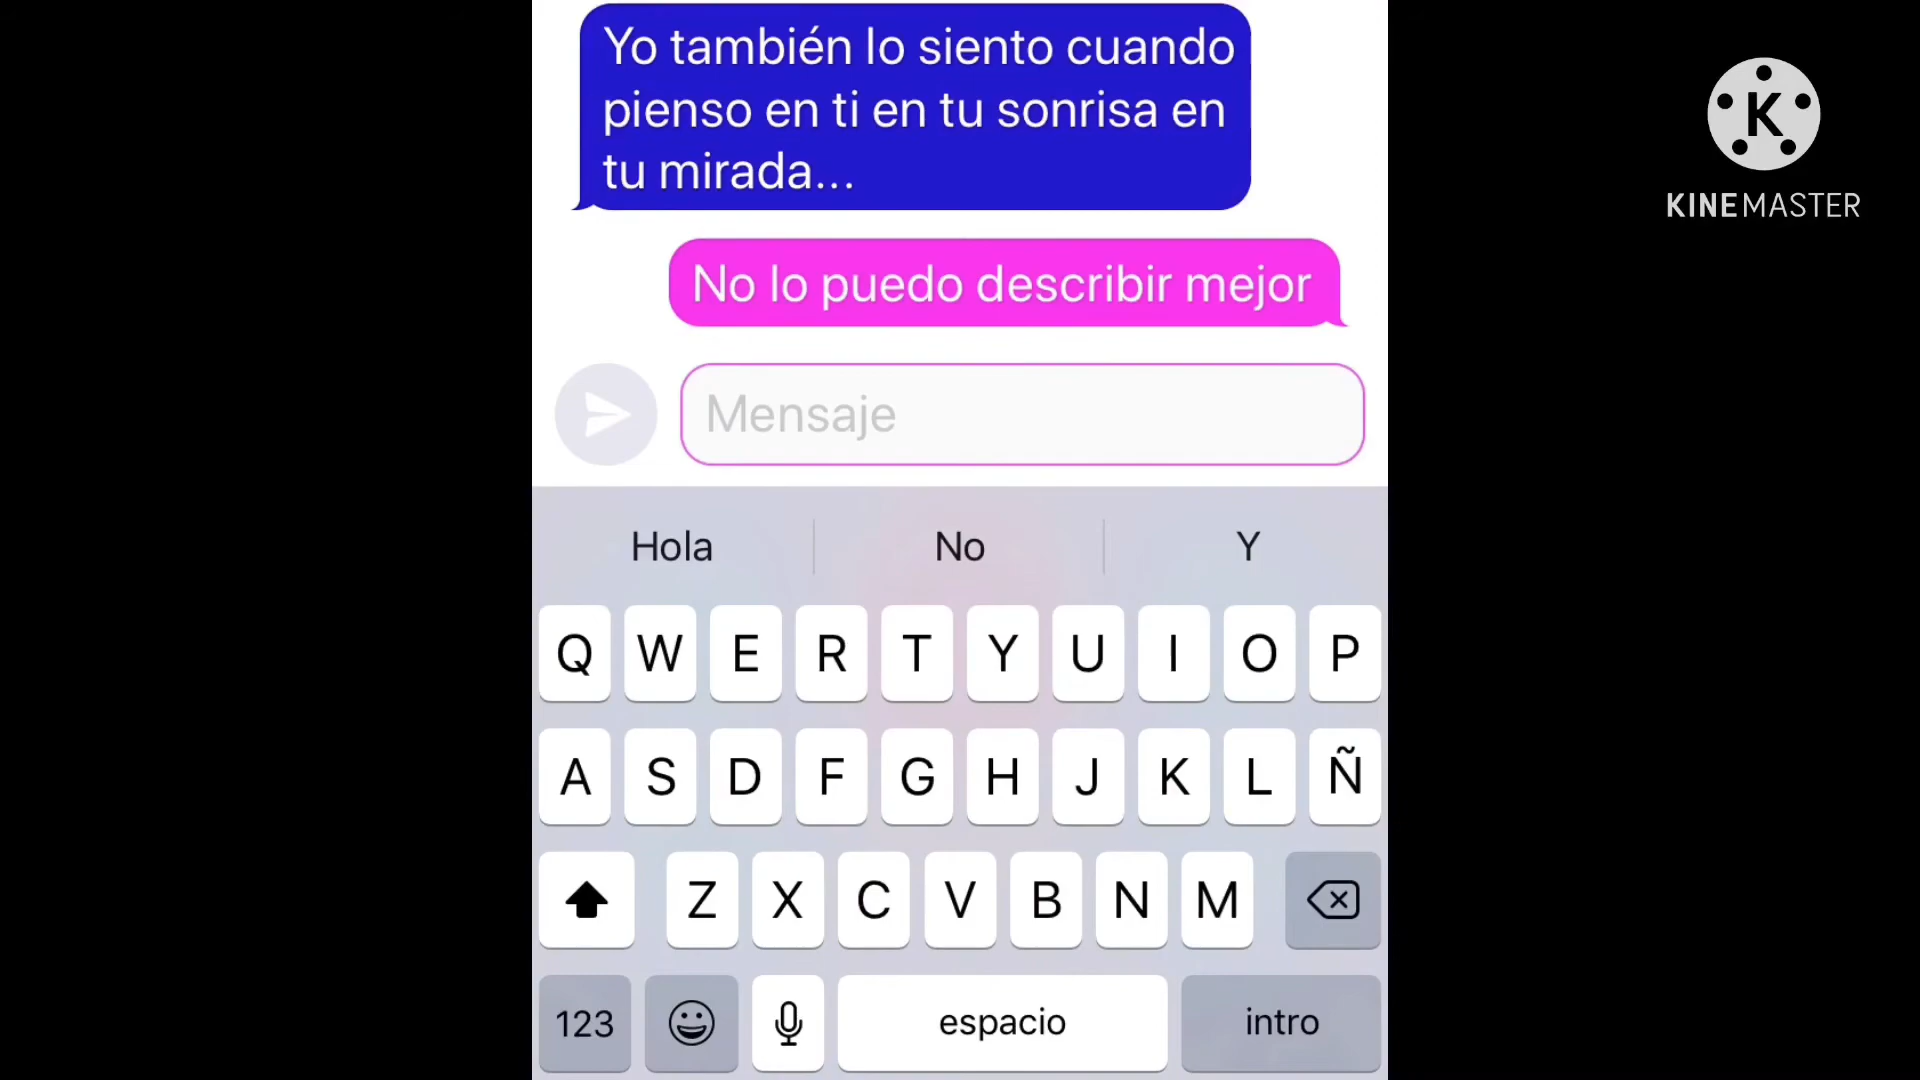 Yo también lo siento cuando
pienso en ti en tu sonrisa en
tu mirada...
K
KINEMASTER
No lo puedo describir mejor
Mensaje
Hola No Y
Q W E R T Y U I O P
A S D F G H J K L Ñ
Z X C V B N M
123 espacio intro